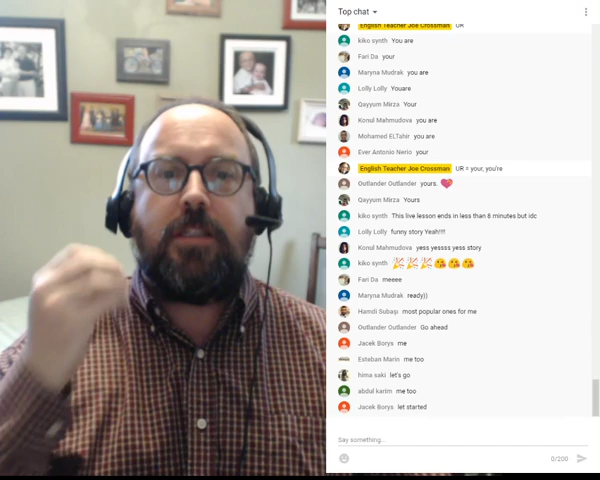 Top chat
English Teacher Joe Crossman UR
kiko synth You are
Fari Da your
Maryna Mudrak you are
Lolly Lolly Youare
Qayyum Mirza Your
Konul Mahmudova you are
Mohamed ELTahir you are
Ever Antonio Nerio your
English Teacher Joe Crossman UR = your, you're
Outlander Outlander yours.
Qayyum Mirza Yours
kiko synth This live lesson ends in less than 8 minutes but idc
Lolly Lolly funny story Yeah!!!!
Konul Mahmudova yess yessss yess story
kiko synth
Fari Da meeee
Maryna Mudrak ready))
Hamdi Subaşı most popular ones for me
Outlander Outlander Go ahead
Jacek Borys me
Esteban Marin me too
hima saki let's go
abdul karim me too
Jacek Borys let started
Say something...
0/200